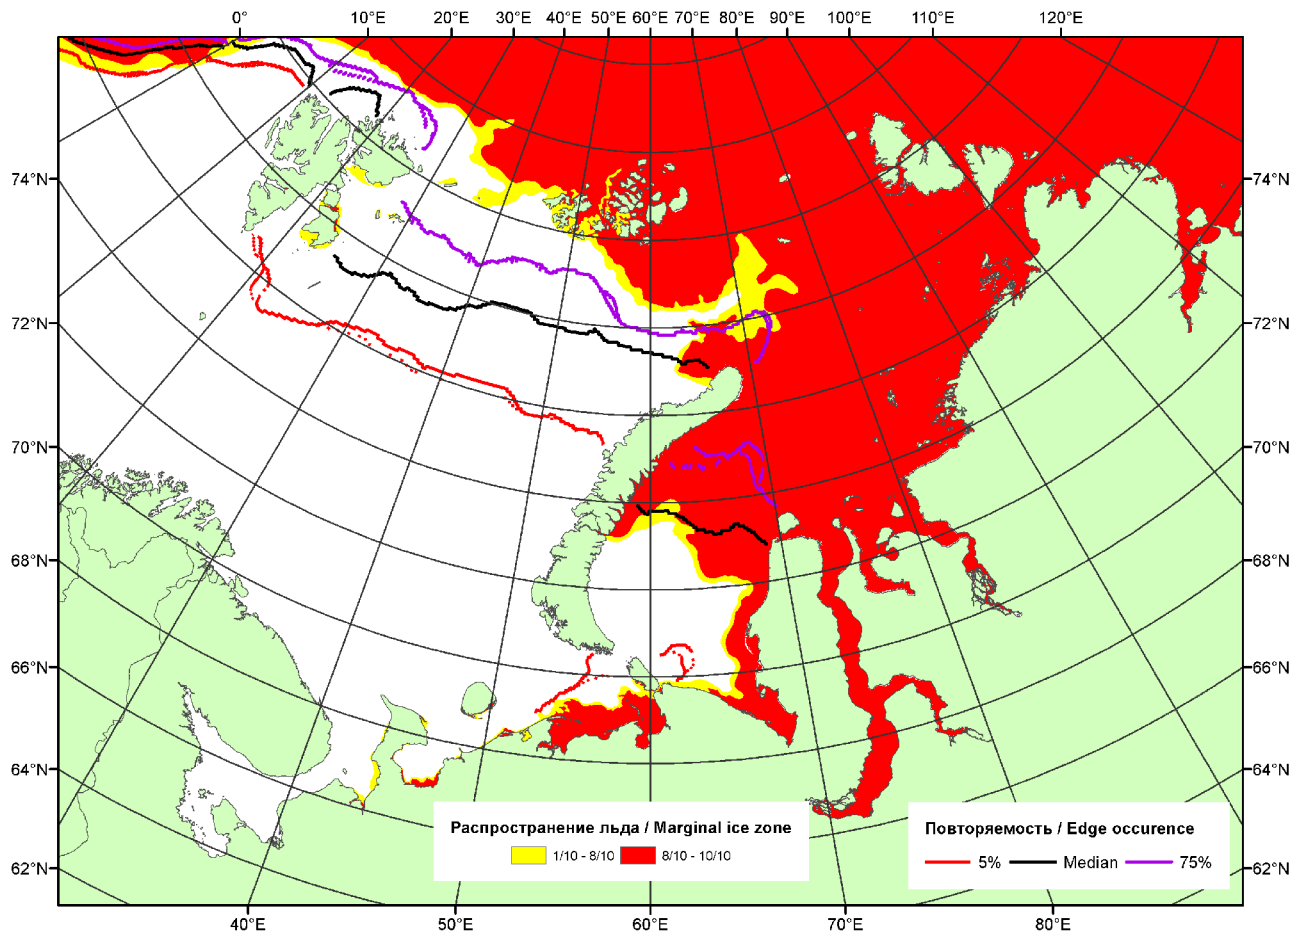 0° 10°E 20°E 30°E 40°E 50°E 60°E 70°E 80°E 90°E 100°E 110°E 120°E
74°N 74°N
72°N 72°N
70°N 70°N
68°N 68°N
66°N 66°N
64°N 64°N
62°N 62°N
Распространение льда / Marginal ice zone
1/10 - 8/10 8/10 - 10/10
Повторяемость / Edge occurence
5% Median 75%
40°E 50°E 60°E 70°E 80°E